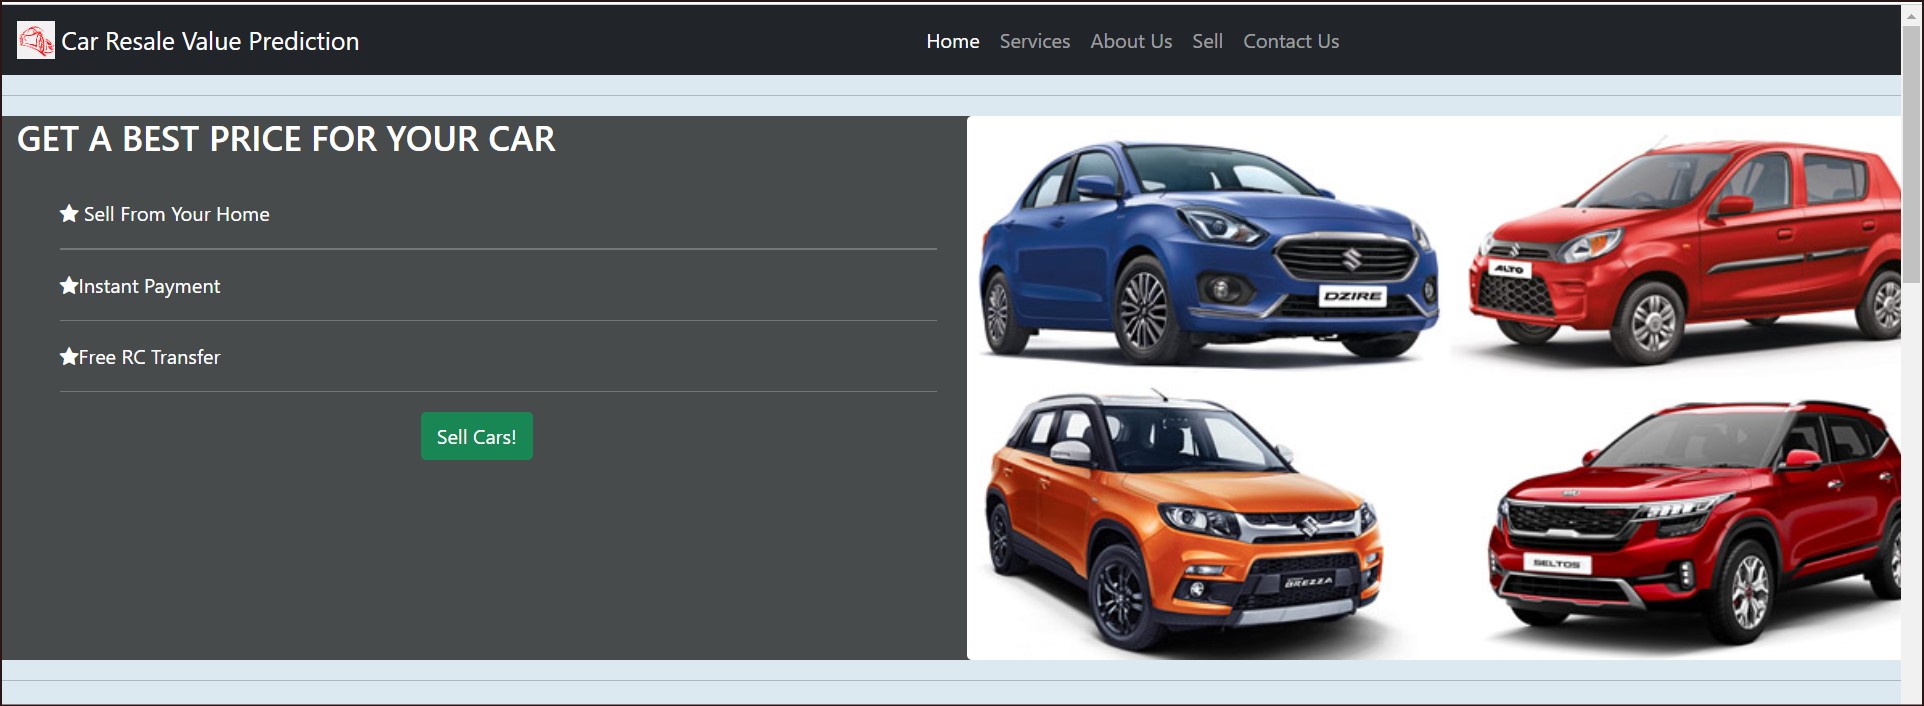 Car Resale Value Prediction
Home Services About Us Sell Contact Us
GET A BEST PRICE FOR YOUR CAR
Sell From Your Home
Instant Payment
Free RC Transfer
Sell Cars!
DZIRE
ALTO
BREZZA
SELTOS